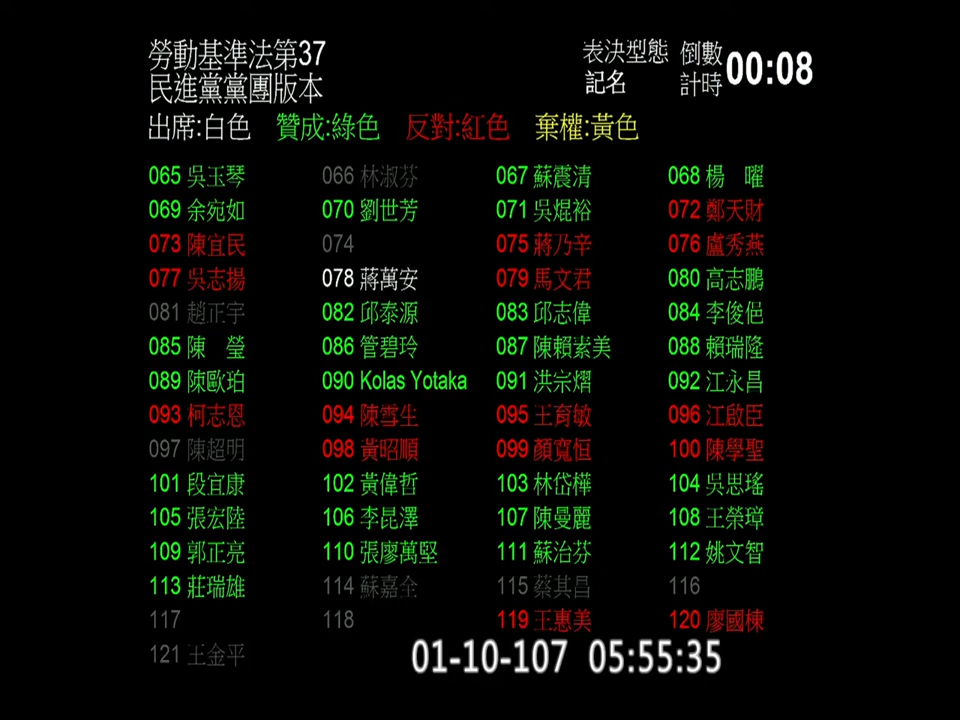 勞動基準法第37 表決型態 倒數 00:08
民進黨黨團版本 記名 計時
出席:白色 贊成:綠色 反對:紅色 棄權:黃色
065 吳玉琴 066 林淑芬 067 蘇震清 068 楊 曜
069 余宛如 070 劉世芳 071 吳焜裕 072 鄭天財
073 陳宜民 074 075 蔣乃辛 076 盧秀燕
077 吳志揚 078 蔣萬安 079 馬文君 080 高志鵬
081 趙正宇 082 邱泰源 083 邱志偉 084 李俊俋
085 陳 瑩 086 管碧玲 087 陳賴素美 088 賴瑞隆
089 陳歐珀 090 Kolas Yotaka 091 洪宗熠 092 江永昌
093 柯志恩 094 陳雪生 095 王育敏 096 江啟臣
097 陳超明 098 黃昭順 099 顏寬恒 100 陳學聖
101 段宜康 102 黃偉哲 103 林岱樺 104 吳思瑤
105 張宏陸 106 李昆澤 107 陳曼麗 108 王榮璋
109 郭正亮 110 張廖萬堅 111 蘇治芬 112 姚文智
113 莊瑞雄 114 蘇嘉全 115 蔡其昌 116
117 118 119 王惠美 120 廖國棟
121 王金平 01-10-107 05:55:35